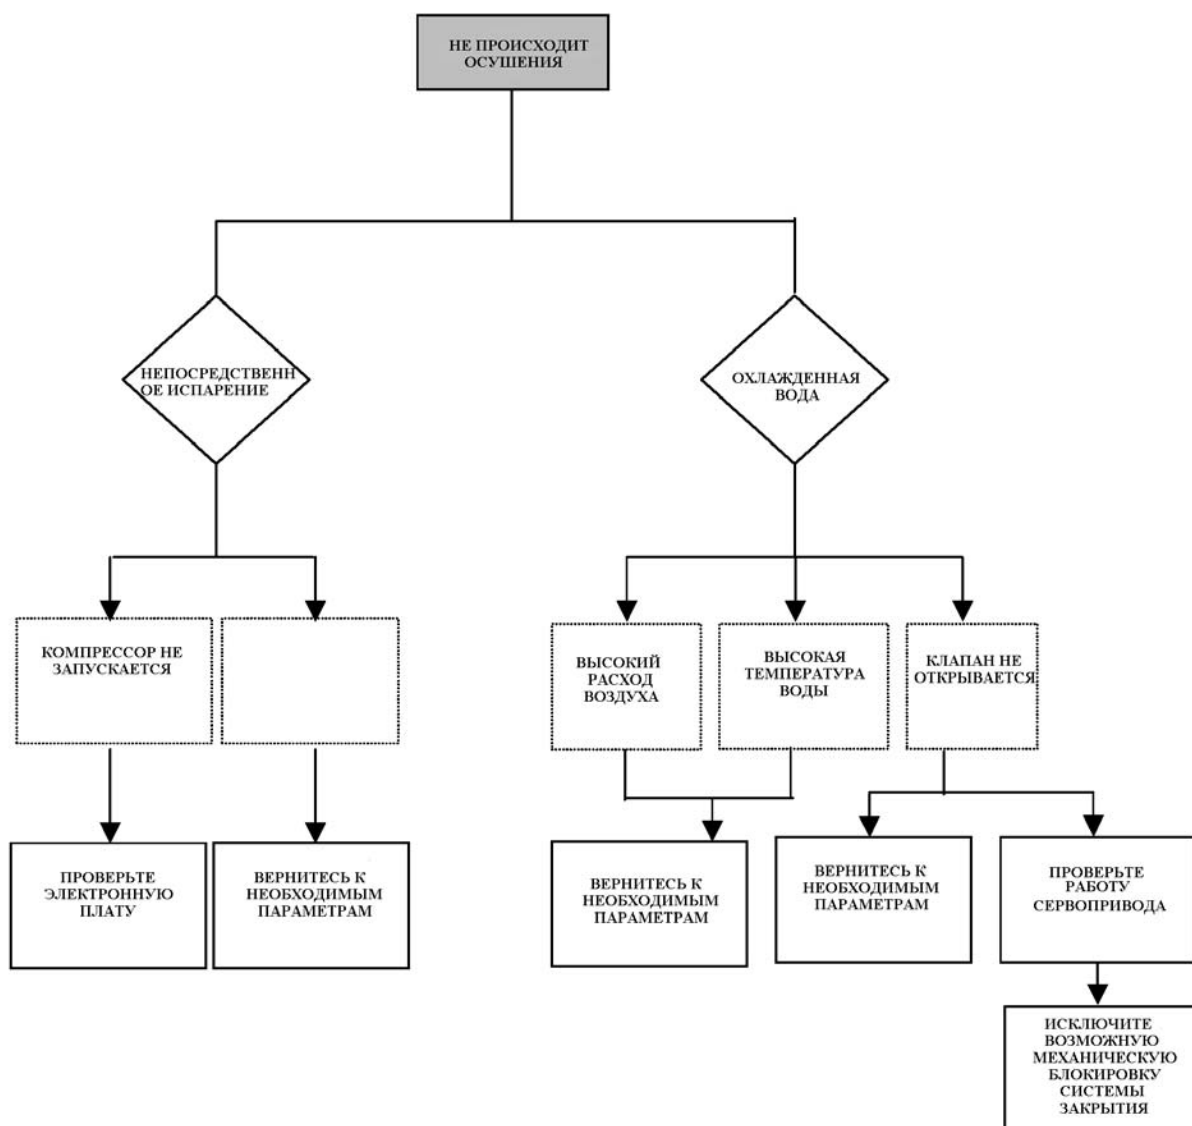 НЕ ПРОИСХОДИТ
ОСУШЕНИЯ
НЕПОСРЕДСТВЕНН
ОЕ ИСПАРЕНИЕ
ОХЛАЖДЕННАЯ
ВОДА
КОМПРЕССОР НЕ
ЗАПУСКАЕТСЯ
ВЫСОКИЙ
РАСХОД
ВОЗДУХА
ВЫСОКАЯ
ТЕМПЕРАТУРА
ВОДЫ
КЛАПАН НЕ
ОТКРЫВАЕТСЯ
ПРОВЕРЬТЕ
ЭЛЕКТРОННУЮ
ПЛАТУ
ВЕРНИТЕСЬ К
НЕОБХОДИМЫМ
ПАРАМЕТРАМ
ВЕРНИТЕСЬ К
НЕОБХОДИМЫМ
ПАРАМЕТРАМ
ВЕРНИТЕСЬ К
НЕОБХОДИМЫМ
ПАРАМЕТРАМ
ПРОВЕРЬТЕ
РАБОТУ
СЕРВОПРИВОДА
ИСКЛЮЧИТЕ
ВОЗМОЖНУЮ
МЕХАНИЧЕСКУЮ
БЛОКИРОВКУ
СИСТЕМЫ
ЗАКРЫТИЯ